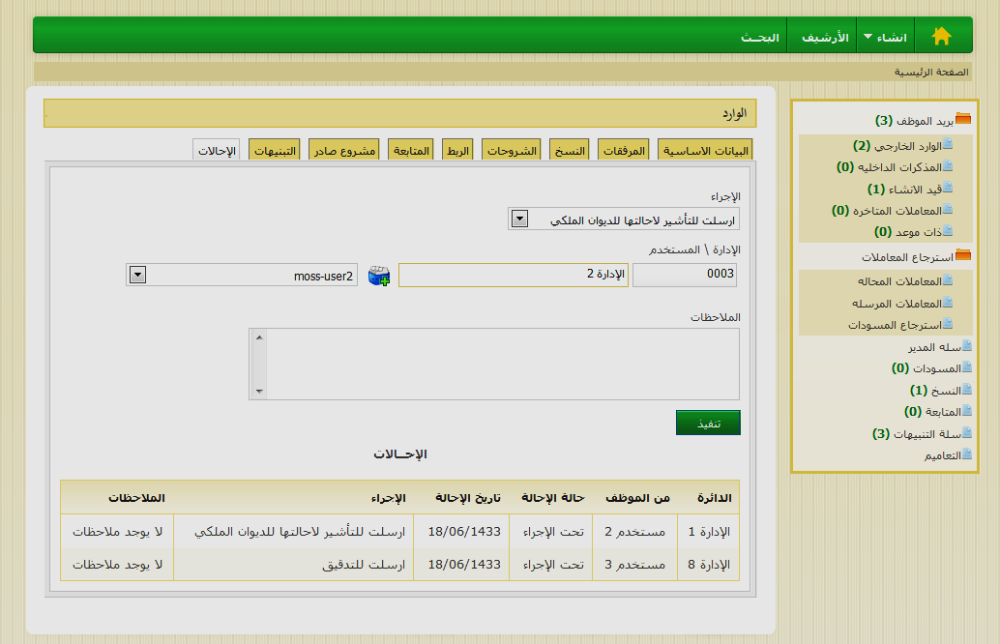 انشاء
الأرشيف
البحــث
الصفحة الرئيسية
بريد الموظف (3)
الوارد الخارجي (2)
المذكرات الداخليه (0)
قيد الانشاء (1)
المعاملات المتاخره (0)
ذات موعد (0)
استرجاع المعاملات
المعاملات المحاله
المعاملات المرسله
استرجاع المسودات
سله المدير
المسودات (0)
النسخ (1)
المتابعة (0)
سلة التنبيهات (3)
التعاميم
الوارد
البيانات الاساسية
المرفقات
النسخ
الشروحات
الربط
المتابعة
مشروع صادر
التبنيهات
الإحالات
الإجراء
ارسلت للتأشير لاحالتها للديوان الملكي
الإدارة \ المستخدم
0003
الإدارة 2
moss-user2
الملاحظات
تنفيذ
الإحــالات
الدائرة من الموظف حالة الإحالة تاريخ الإحالة الإجراء الملاحظات
الإدارة 1 مستخدم 2 تحت الإجراء 18/06/1433 ارسلت للتأشير لاحالتها للديوان الملكي لا يوجد ملاحظات
الإدارة 8 مستخدم 3 تحت الإجراء 18/06/1433 ارسلت للتدقيق لا يوجد ملاحظات